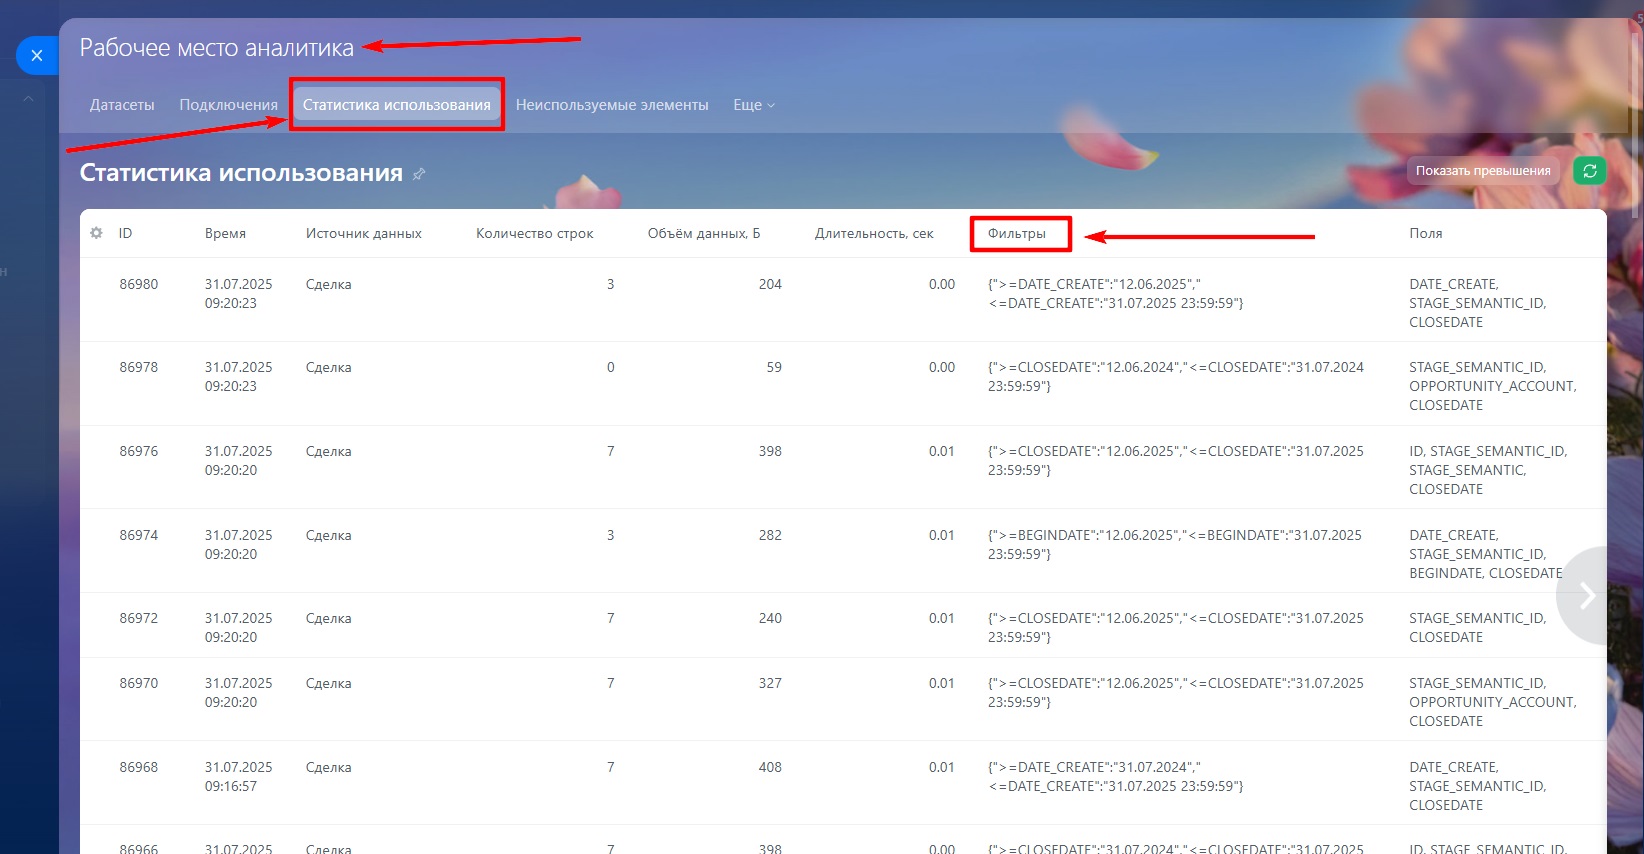 Рабочее место аналитика
Датасеты Подключения Статистика использования Неиспользуемые элементы Еще
Статистика использования
Показать превышения
ID Время Источник данных Количество строк Объём данных, Б Длительность, сек Фильтры Поля
86980 31.07.2025 Сделка 3 204 0.00 {">=DATE_CREATE":"12.06.2025"," DATE_CREATE,
09:20:23 <=DATE_CREATE":"31.07.2025 23:59:59"} STAGE_SEMANTIC_ID,
CLOSEDATE
86978 31.07.2025 Сделка 0 59 0.00 {">=CLOSEDATE":"12.06.2024","<=CLOSEDATE":"31.07.2024 STAGE_SEMANTIC_ID,
09:20:23 23:59:59"} OPPORTUNITY_ACCOUNT,
CLOSEDATE
86976 31.07.2025 Сделка 7 398 0.01 {">=CLOSEDATE":"12.06.2025","<=CLOSEDATE":"31.07.2025 ID, STAGE_SEMANTIC_ID,
09:20:20 23:59:59"} STAGE_SEMANTIC,
CLOSEDATE
86974 31.07.2025 Сделка 3 282 0.01 {">=BEGINDATE":"12.06.2025","<=BEGINDATE":"31.07.2025 DATE_CREATE,
09:20:20 23:59:59"} STAGE_SEMANTIC_ID,
BEGINDATE, CLOSEDATE
86972 31.07.2025 Сделка 7 240 0.01 {">=CLOSEDATE":"12.06.2025","<=CLOSEDATE":"31.07.2025 STAGE_SEMANTIC_ID,
09:20:20 23:59:59"} CLOSEDATE
86970 31.07.2025 Сделка 7 327 0.01 {">=CLOSEDATE":"12.06.2025","<=CLOSEDATE":"31.07.2025 STAGE_SEMANTIC_ID,
09:20:20 23:59:59"} OPPORTUNITY_ACCOUNT,
CLOSEDATE
86968 31.07.2025 Сделка 7 408 0.01 {">=DATE_CREATE":"31.07.2024"," DATE_CREATE,
09:16:57 <=DATE_CREATE":"31.07.2025 23:59:59"} STAGE_SEMANTIC_ID,
CLOSEDATE
86966 31.07.2025 Сделка 7 398 0.00 {">=CLOSEDATE":"31.07.2024","<=CLOSEDATE":"31.07.2025 ID, STAGE_SEMANTIC_ID,